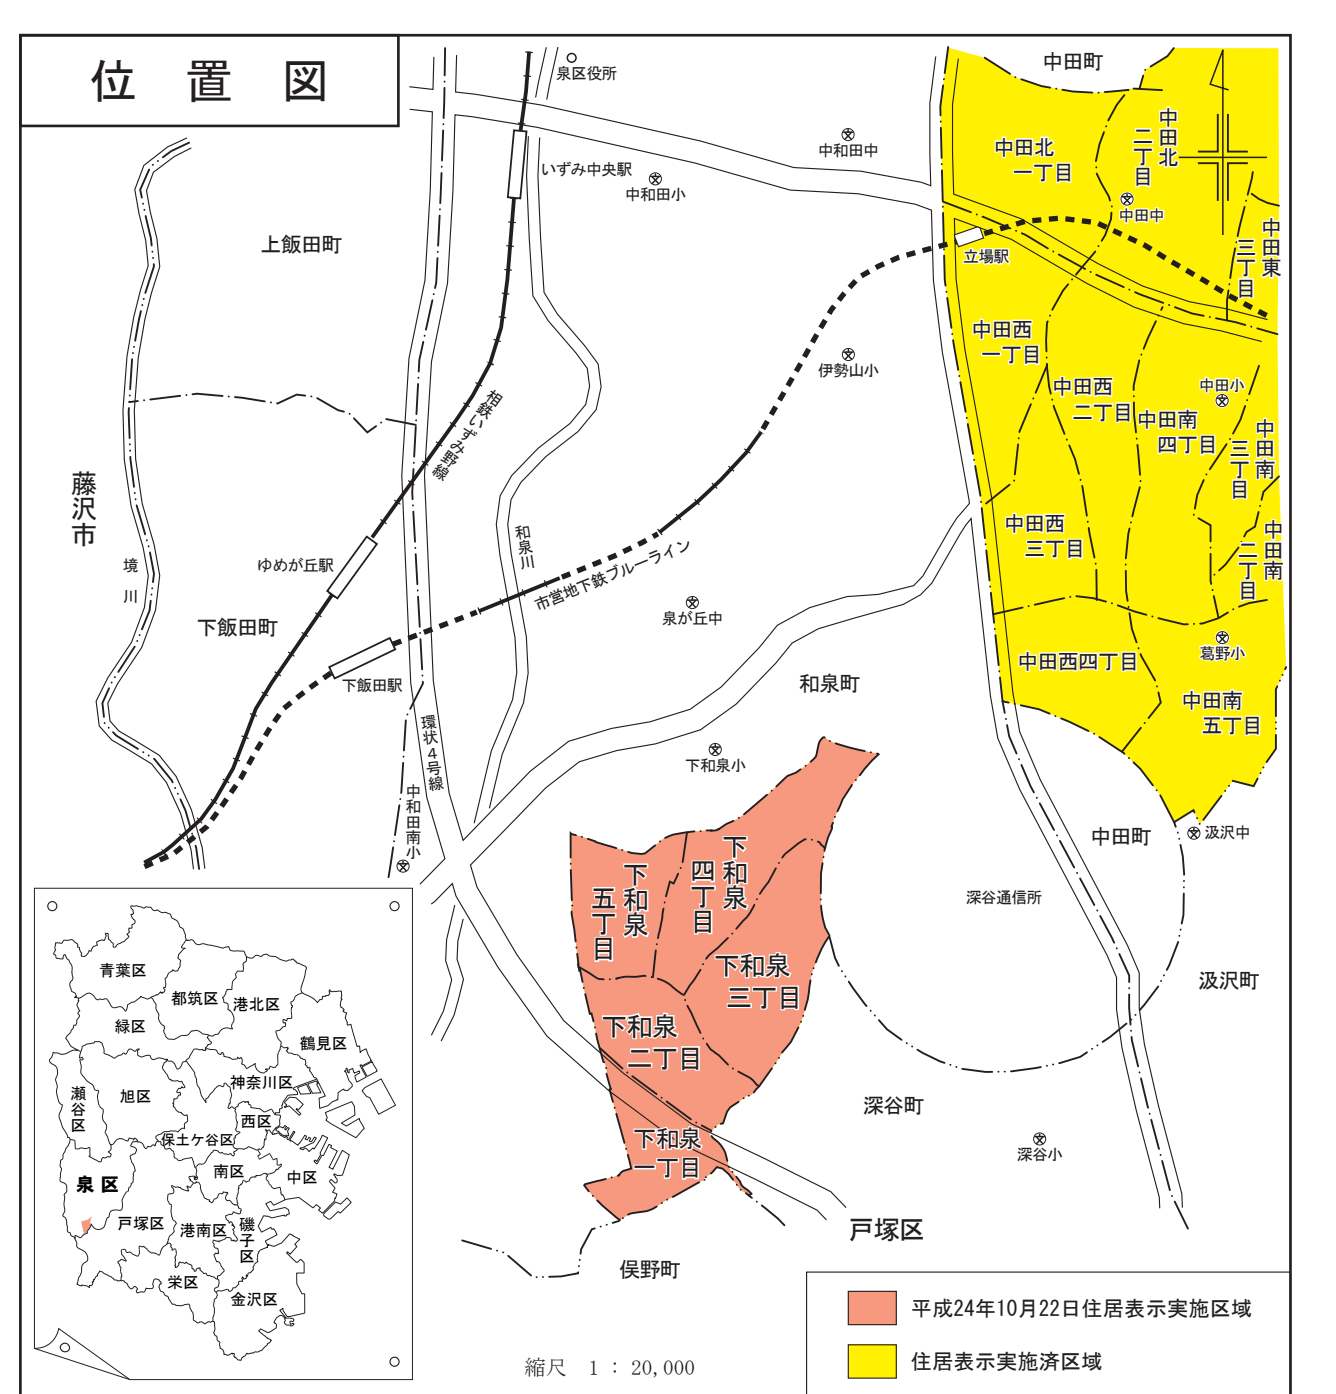 位置図
泉区役所
中田町
中和田中
いずみ中央駅
中和田小
中田北
一丁目
中田北
二丁目
中田中
中田東
三丁目
上飯田町
立場駅
中田西
一丁目
伊勢山小
中田西
二丁目
中田小
中田南
四丁目
中田南
三丁目
相鉄いずみ野線
藤沢市
境川
和泉川
ゆめが丘駅
市営地下鉄ブルーライン
中田西
三丁目
中田南
二丁目
泉が丘中
下飯田町
下飯田駅
葛野小
中田西四丁目
和泉町
中田南
五丁目
環状4号線
下和泉小
中和田南小
中田町
汲沢中
下和泉
四丁目
下和泉
五丁目
深谷通信所
下和泉
三丁目
汲沢町
下和泉
二丁目
深谷町
下和泉
一丁目
深谷小
戸塚区
俣野町
青葉区
都筑区
港北区
緑区
鶴見区
神奈川区
瀬谷区
旭区
西区
保土ケ谷区
南区
中区
泉区
戸塚区
港南区
磯子区
栄区
金沢区
平成24年10月22日住居表示実施区域
住居表示実施済区域
縮尺 1 : 20,000